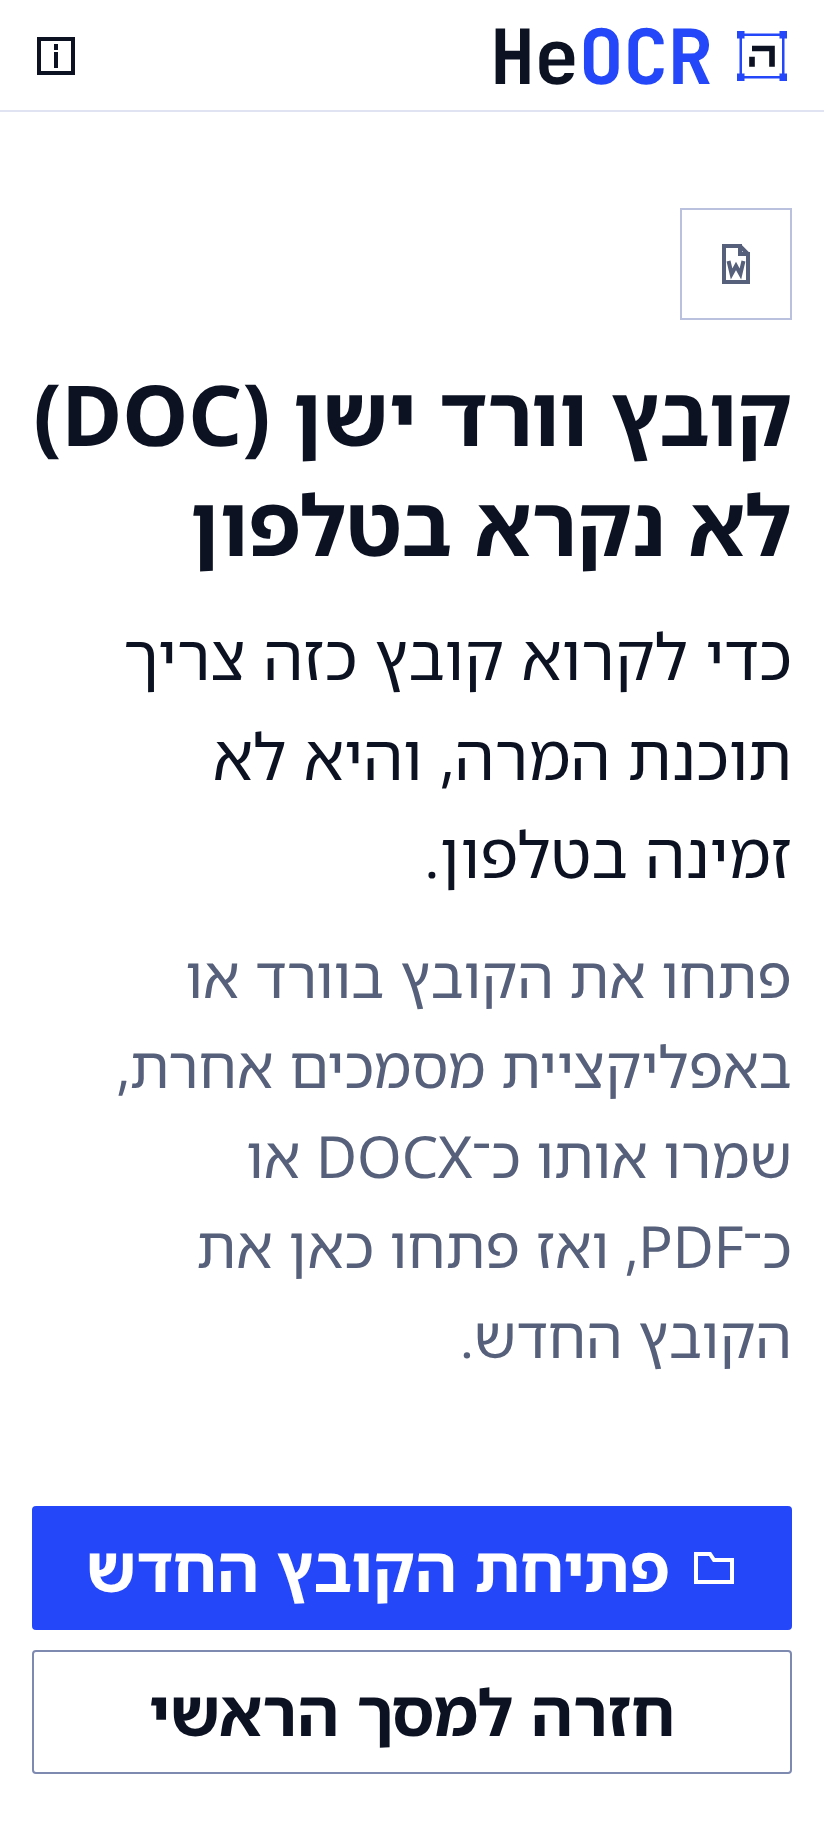 HeOCR
קובץ וורד ישן (DOC)
לא נקרא בטלפון
כדי לקרוא קובץ כזה צריך
תוכנת המרה, והיא לא
זמינה בטלפון.
פתחו את הקובץ בוורד או
באפליקציית מסמכים אחרת,
שמרו אותו כ־DOCX או
כ־PDF, ואז פתחו כאן את
הקובץ החדש.
פתיחת הקובץ החדש
חזרה למסך הראשי